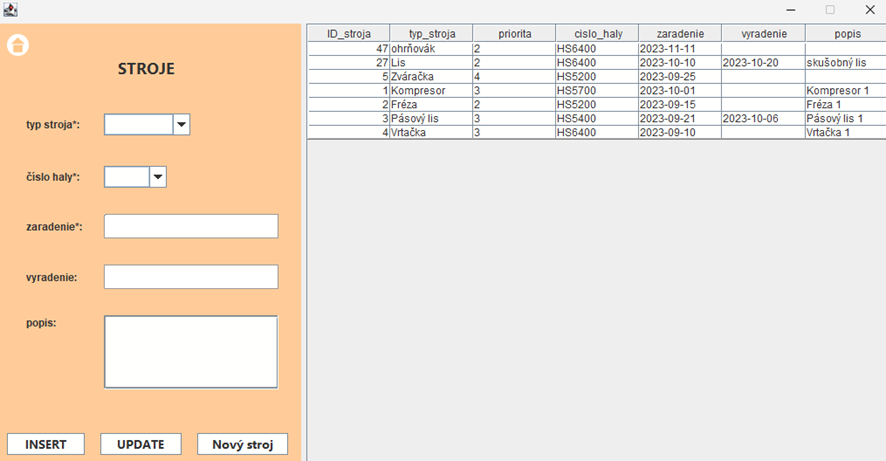 STROJE
typ stroja*:
číslo haly*:
zaradenie*:
vyradenie:
popis:
INSERT UPDATE Nový stroj
ID_stroja typ_stroja priorita cislo_haly zaradenie vyradenie popis
47 ohrňovák 2 HS6400 2023-11-11
27 Lis 2 HS6400 2023-10-10 2023-10-20 skušobný lis
5 Zváračka 4 HS5200 2023-09-25
1 Kompresor 3 HS5700 2023-10-01 Kompresor 1
2 Fréza 2 HS5200 2023-09-15 Fréza 1
3 Pásový lis 3 HS5400 2023-09-21 2023-10-06 Pásový lis 1
4 Vrtačka 3 HS6400 2023-09-10 Vrtačka 1